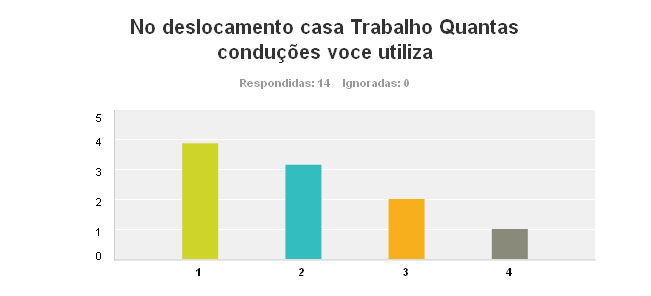 No deslocamento casa Trabalho Quantas
conduções voce utiliza
Respondidas: 14 Ignoradas: 0
5
4
3
2
1
0
1 2 3 4